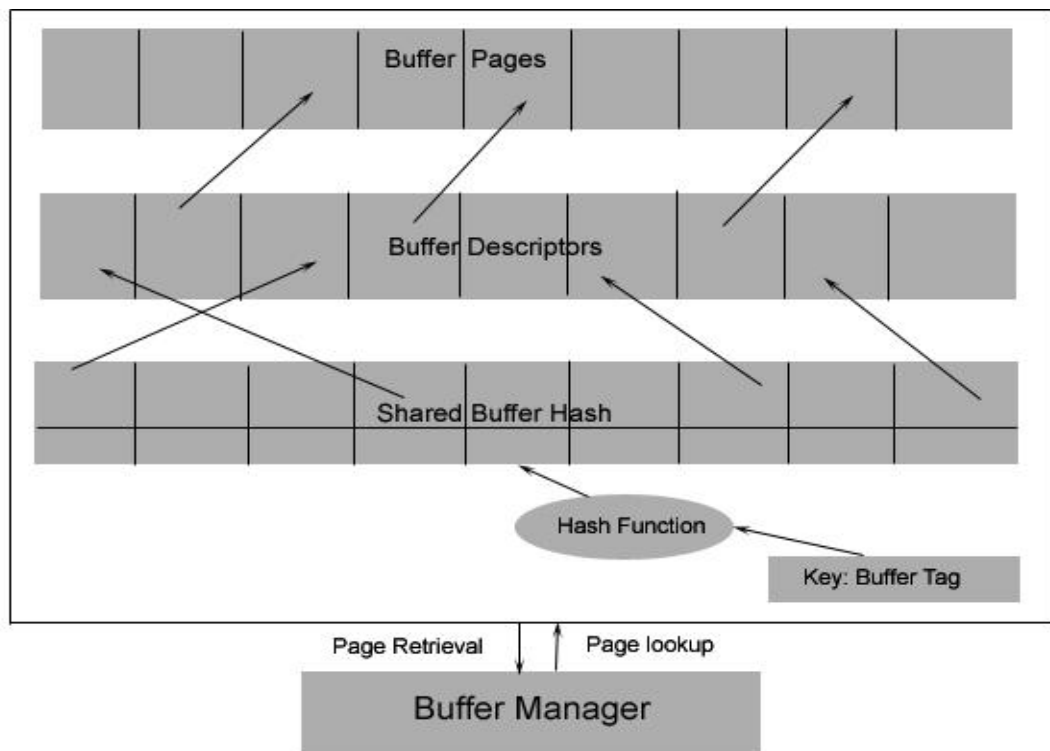 Buffer Pages
Buffer Descriptors
Shared Buffer Hash
Hash Function
Key: Buffer Tag
Page Retrieval
Page lookup
Buffer Manager